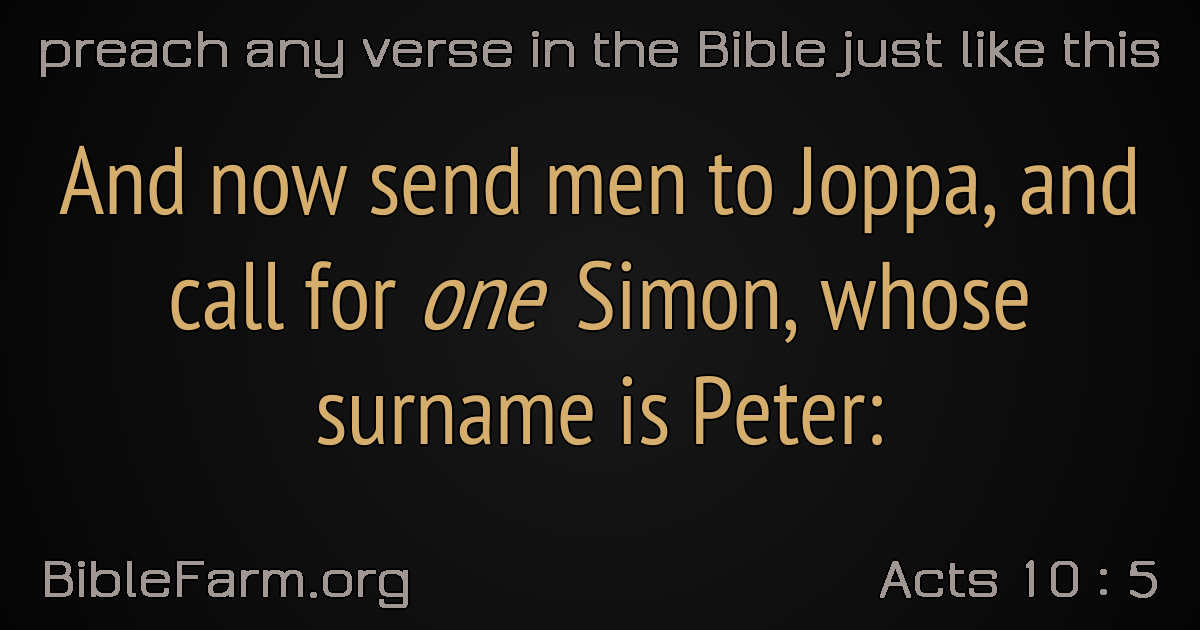 preach any verse in the Bible just like this
And now send men to Joppa, and
call for one Simon, whose
surname is Peter:
BibleFarm.org
Acts 10 : 5